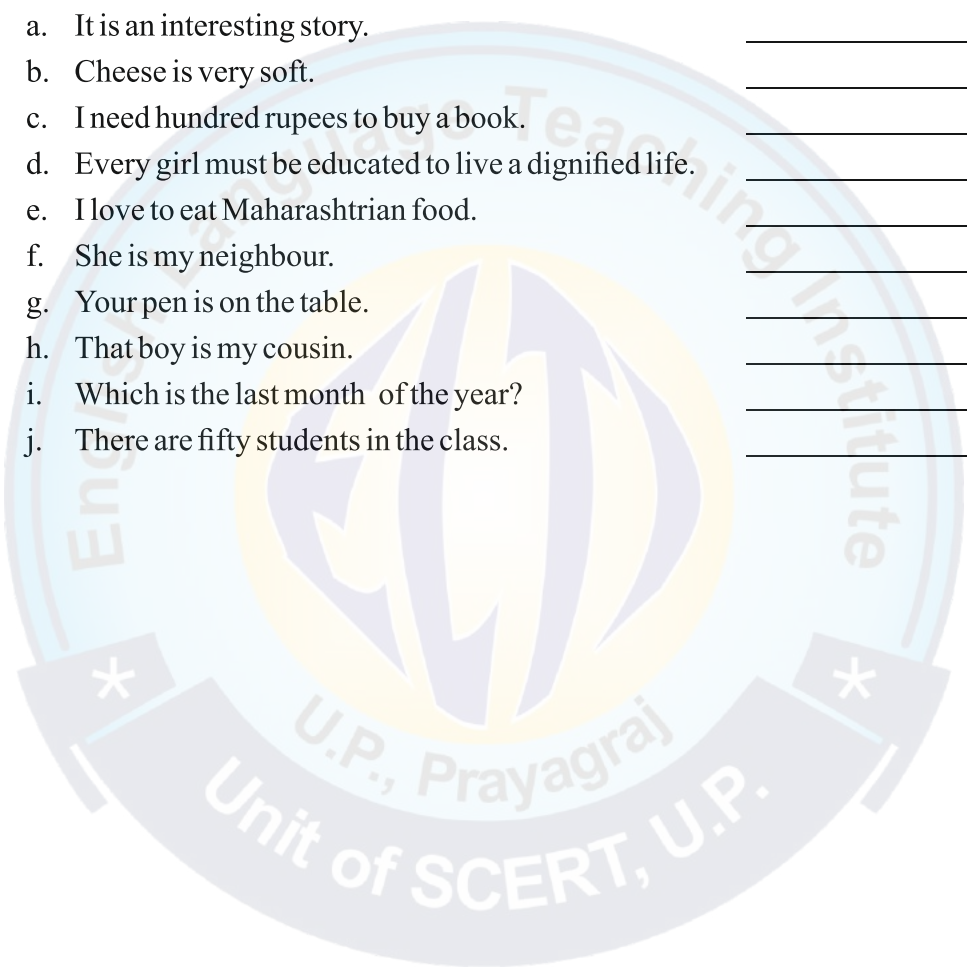 a. It is an interesting story.
b. Cheese is very soft.
c. I need hundred rupees to buy a book.
d. Every girl must be educated to live a dignified life.
e. I love to eat Maharashtrian food.
f. She is my neighbour.
g. Your pen is on the table.
h. That boy is my cousin.
i. Which is the last month of the year?
j. There are fifty students in the class.
English Language Teaching Institute
ELTI
U.P., Prayagraj
Unit of SCERT, U.P.